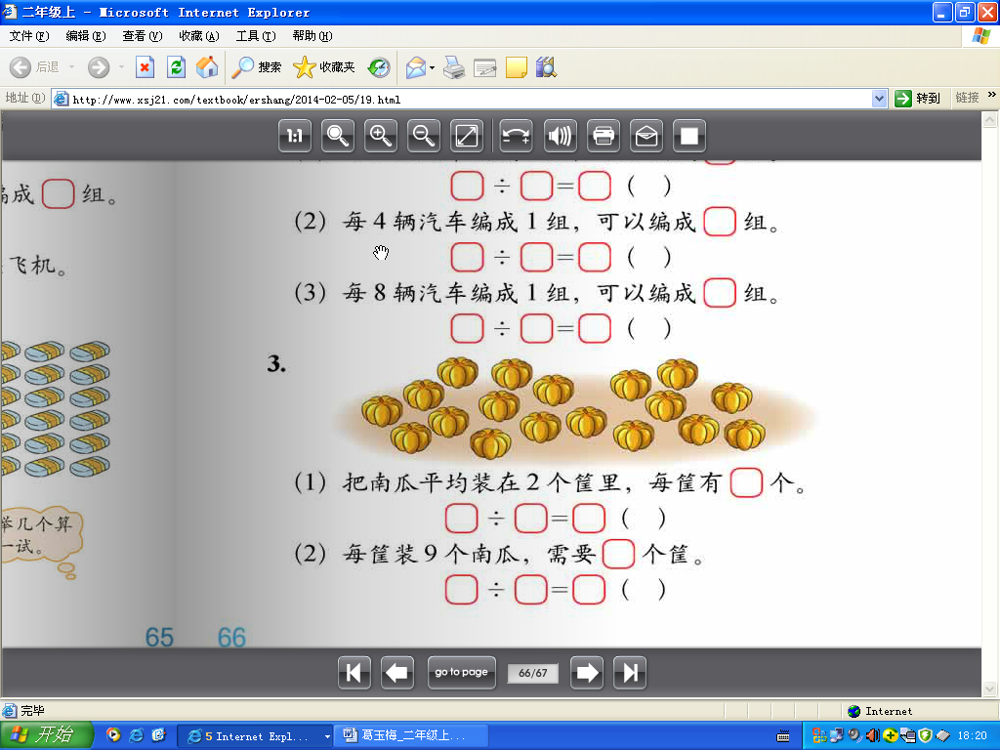 二年级上 - Microsoft Internet Explorer
文件(F) 编辑(E) 查看(V) 收藏(A) 工具(T) 帮助(H)
后退 搜索 收藏夹
地址(D) http://www.xsj21.com/textbook/ershang/2014-02-05/19.html 转到 链接 »
1:1
编成□组。
飞机。
□÷□=□( )
(2) 每4辆汽车编成1组，可以编成□组。
□÷□=□( )
(3) 每8辆汽车编成1组，可以编成□组。
□÷□=□( )
3.
(1) 把南瓜平均装在2个筐里，每筐有□个。
□÷□=□( )
(2) 每筐装9个南瓜，需要□个筐。
□÷□=□( )
举几个算
一试。
65 66
go to page 66/67
完毕 Internet
开始 5 Internet Expl... 葛玉梅_二年级上... 18:20